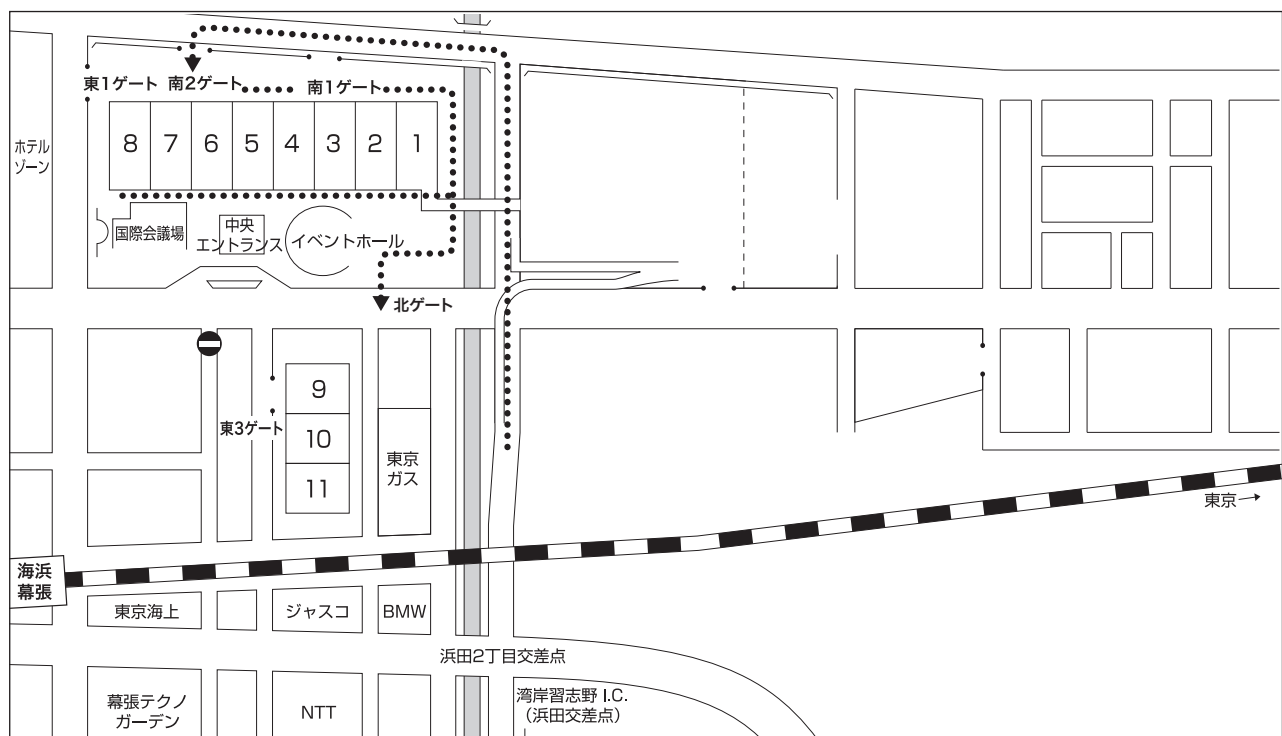 東1ゲート
南2ゲート
南1ゲート
ホテル
ゾーン
8
7
6
5
4
3
2
1
国際会議場
中央
エントランス
イベントホール
北ゲート
9
東3ゲート
10
11
東京
ガス
東京→
海浜
幕張
東京海上
ジャスコ
BMW
浜田2丁目交差点
幕張テクノ
ガーデン
NTT
湾岸習志野 I.C.
（浜田交差点）